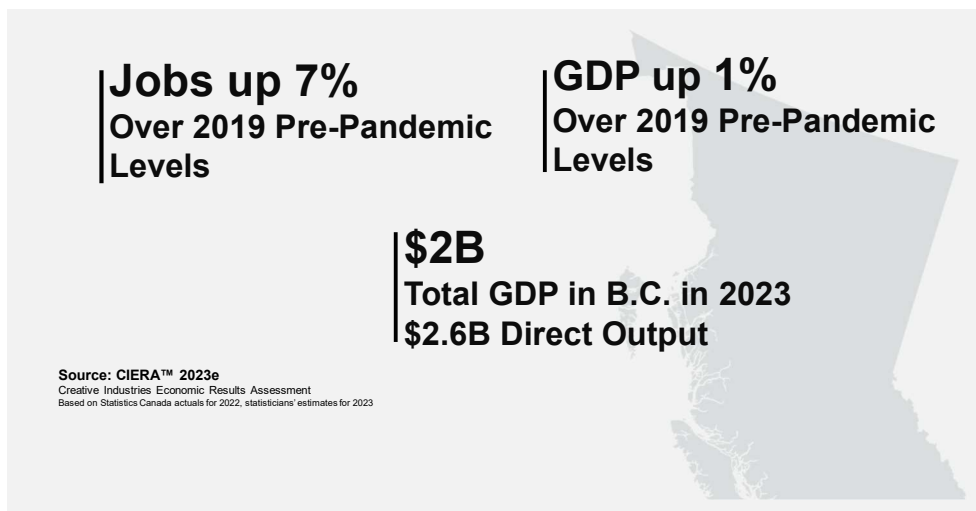 Jobs up 7%
Over 2019 Pre-Pandemic
Levels
GDP up 1%
Over 2019 Pre-Pandemic
Levels
$2B
Total GDP in B.C. in 2023
$2.6B Direct Output
Source: CIERA™ 2023e
Creative Industries Economic Results Assessment
Based on Statistics Canada actuals for 2022, statisticians' estimates for 2023